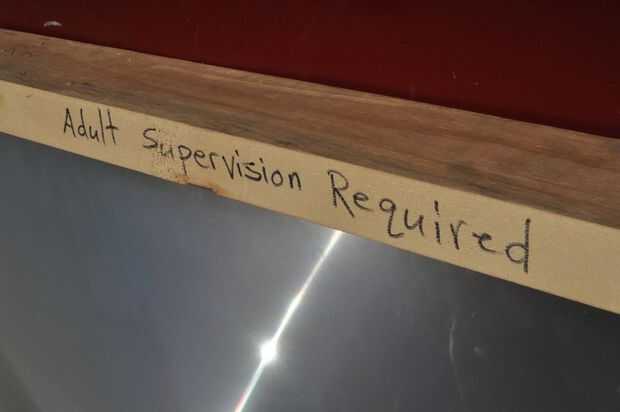 Adult Supervision Required